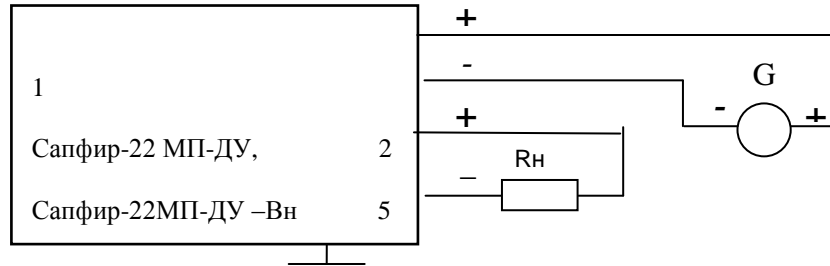 +
-
G
1
- +
+
Сапфир-22 МП-ДУ, 2
Rн
–
Сапфир-22МП-ДУ –Вн 5